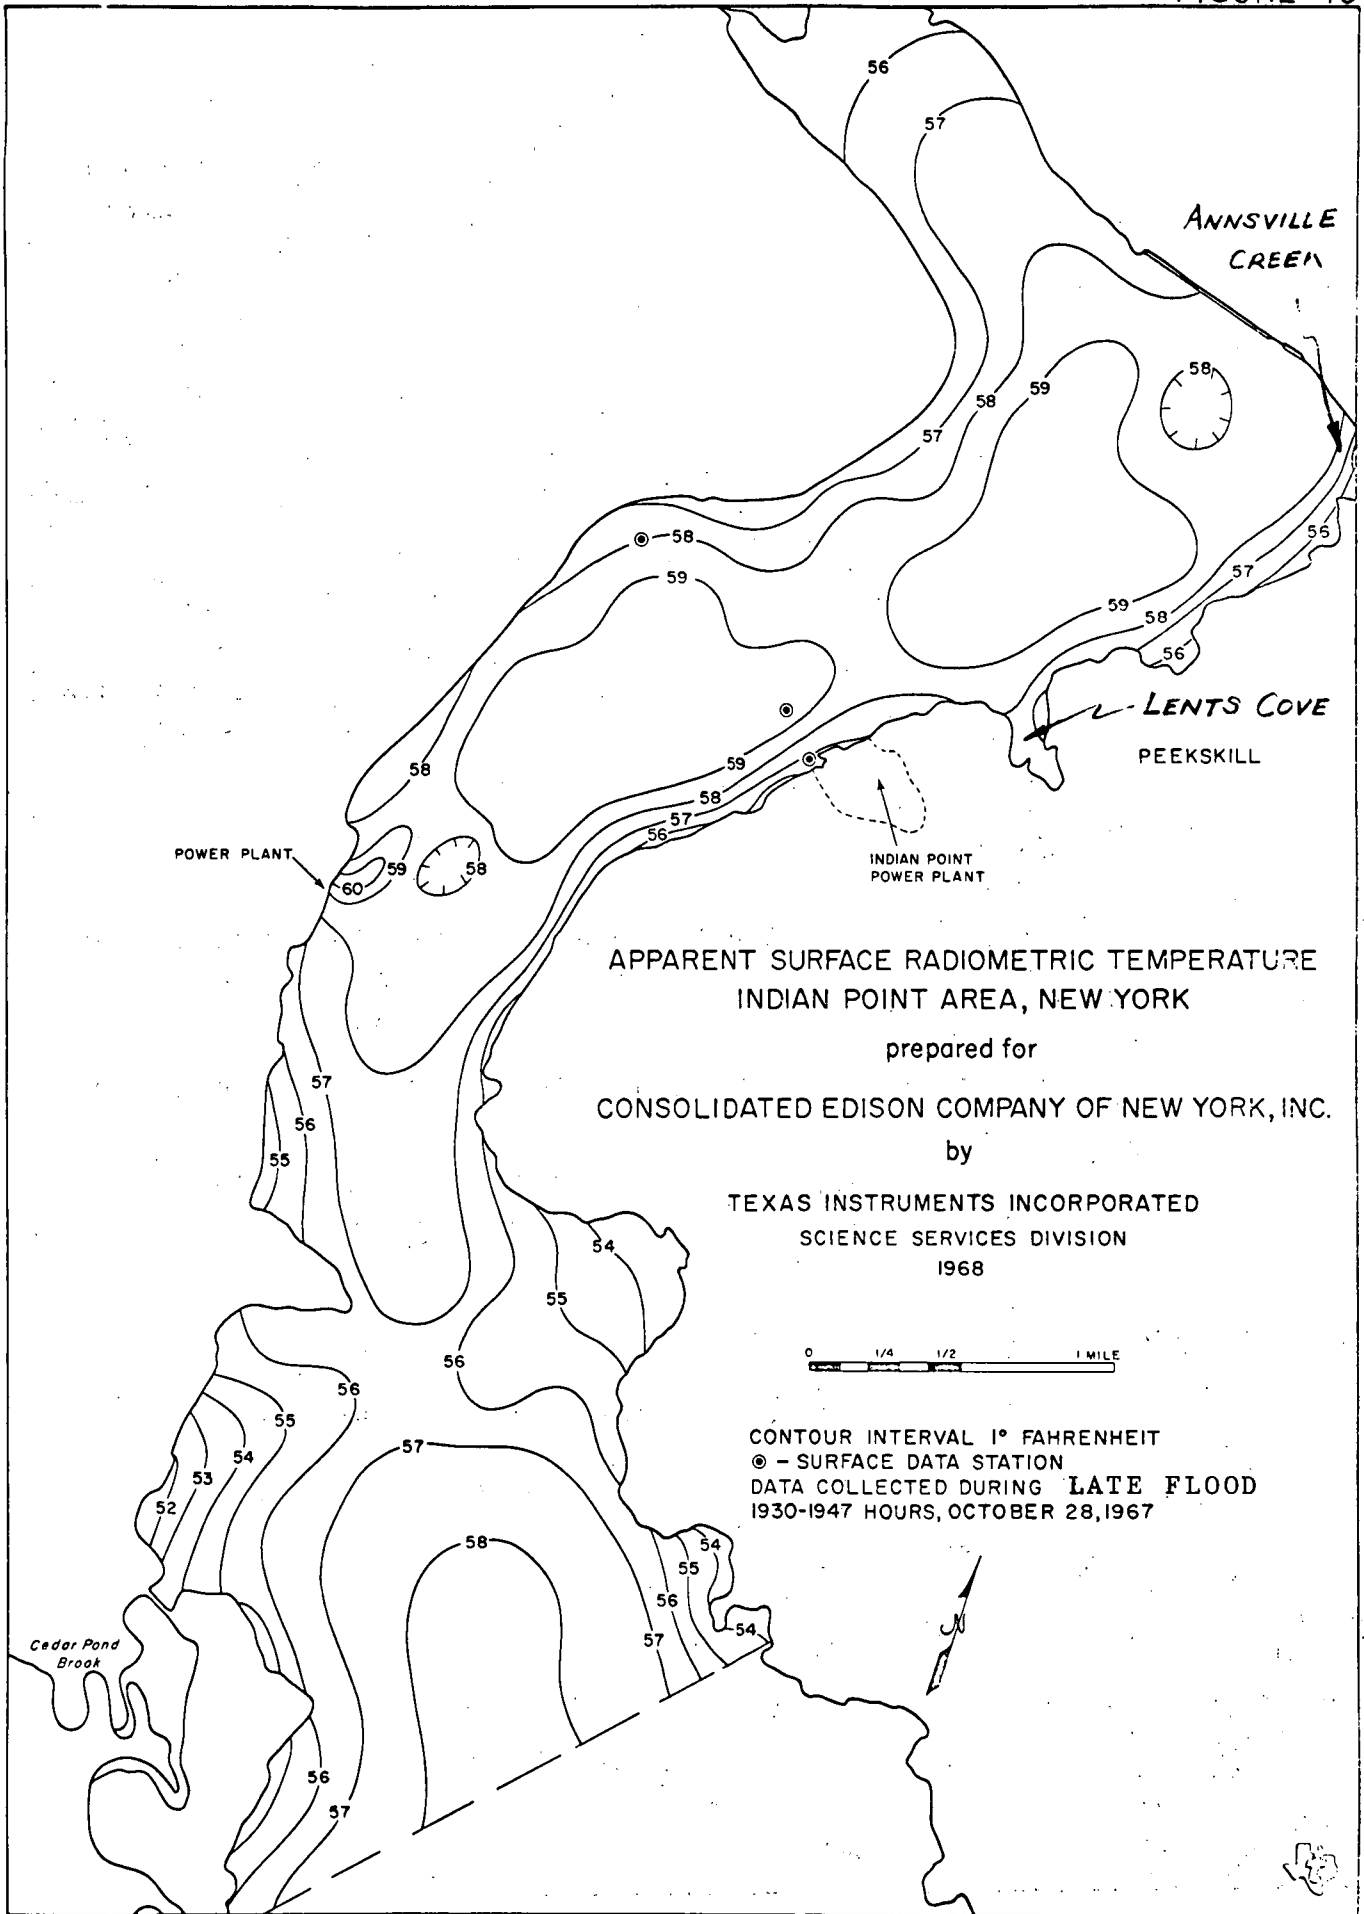 56
57
ANNSVILLE
CREEK
58
59
58
57
58
59
56
57
59
58
56
LENTS COVE
PEEKSKILL
59
58
58
57
56
POWER PLANT
59
58
60
INDIAN POINT
POWER PLANT
APPARENT SURFACE RADIOMETRIC TEMPERATURE
INDIAN POINT AREA, NEW YORK
prepared for
CONSOLIDATED EDISON COMPANY OF NEW YORK, INC.
by
TEXAS INSTRUMENTS INCORPORATED
SCIENCE SERVICES DIVISION
1968
57
56
55
54
55
0 1/4 1/2 1 MILE
56
56
55
57
54
53
52
CONTOUR INTERVAL 1° FAHRENHEIT
⊙ - SURFACE DATA STATION
DATA COLLECTED DURING LATE FLOOD
1930-1947 HOURS, OCTOBER 28, 1967
58
54
55
56
54
57
N
Cedar Pond
Brook
56
57